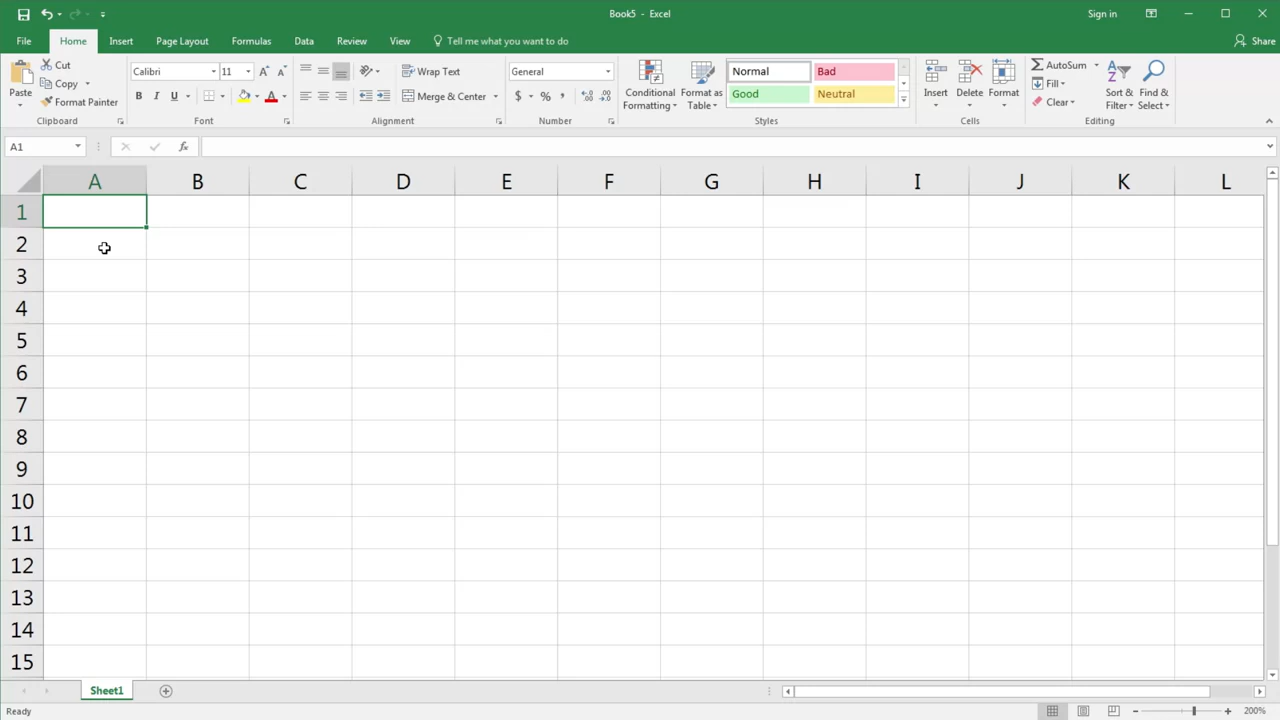 Book5 - Excel
Sign in
File Home Insert Page Layout Formulas Data Review View Tell me what you want to do Share
Paste Cut Copy Format Painter Clipboard
Calibri 11 A A B I U A Font
Wrap Text Merge & Center Alignment
General $ % , Number
Conditional Formatting Format as Table Normal Bad Good Neutral Styles
Insert Delete Format Cells
AutoSum Fill Clear Sort & Filter Find & Select Editing
A1 fx
A B C D E F G H I J K L
1
2
3
4
5
6
7
8
9
10
11
12
13
14
15
Sheet1
Ready 200%